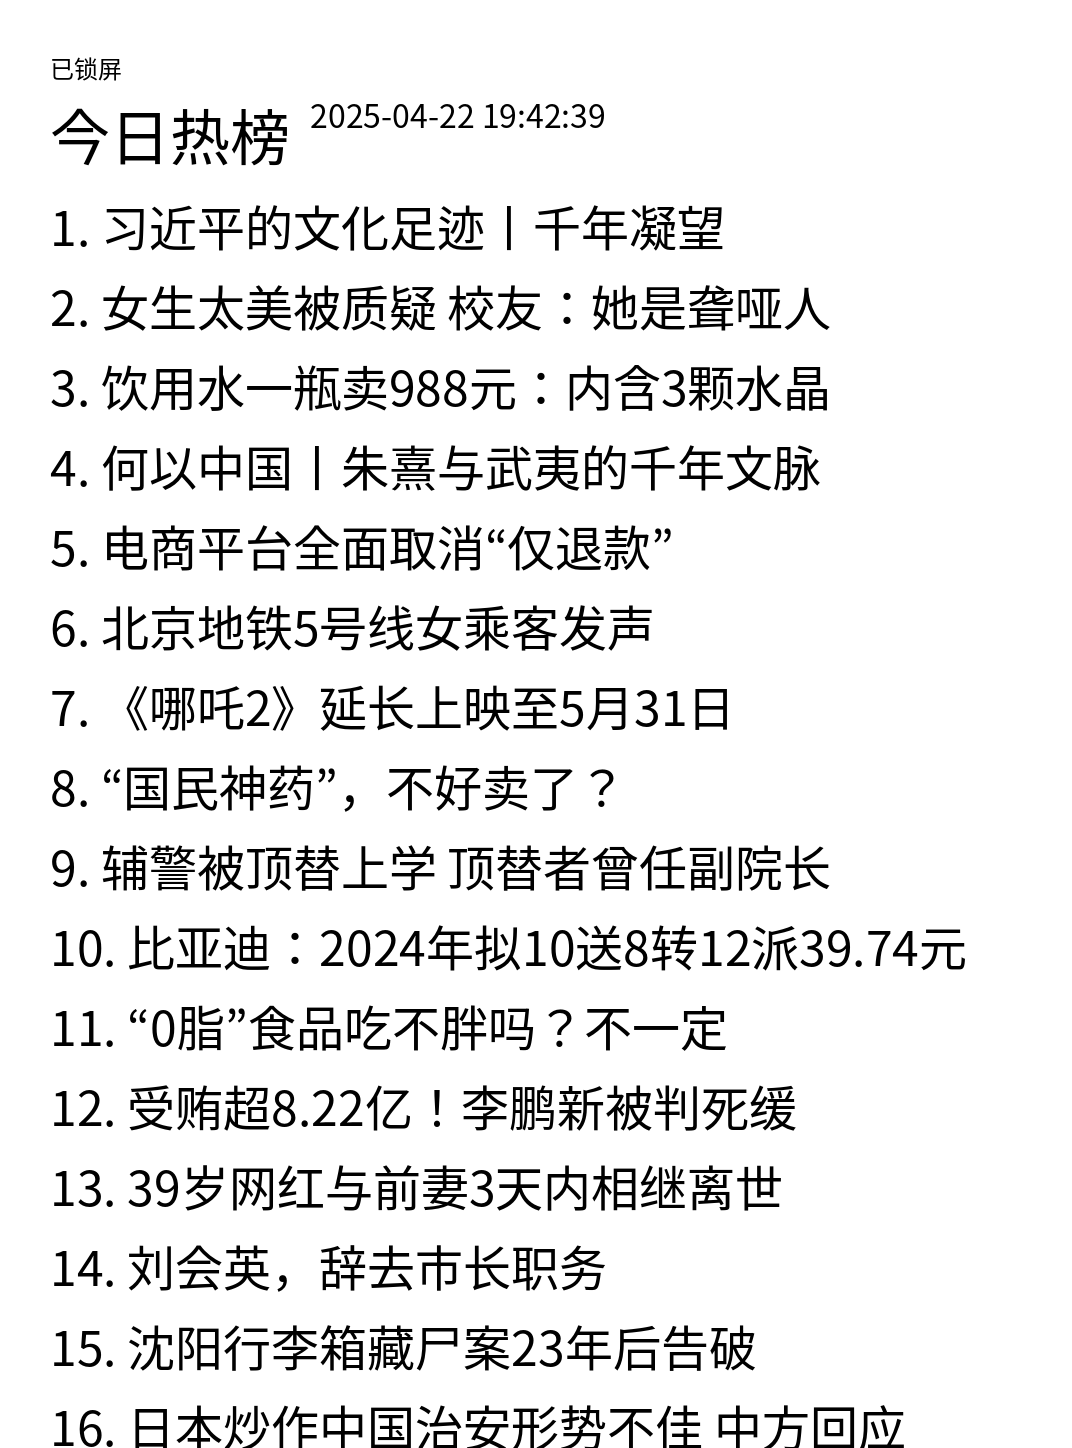 已锁屏
今日热榜 2025-04-22 19:42:39
1. 习近平的文化足迹丨千年凝望
2. 女生太美被质疑 校友：她是聋哑人
3. 饮用水一瓶卖988元：内含3颗水晶
4. 何以中国丨朱熹与武夷的千年文脉
5. 电商平台全面取消“仅退款”
6. 北京地铁5号线女乘客发声
7. 《哪吒2》延长上映至5月31日
8. “国民神药”，不好卖了？
9. 辅警被顶替上学 顶替者曾任副院长
10. 比亚迪：2024年拟10送8转12派39.74元
11. “0脂”食品吃不胖吗？不一定
12. 受贿超8.22亿！李鹏新被判死缓
13. 39岁网红与前妻3天内相继离世
14. 刘会英，辞去市长职务
15. 沈阳行李箱藏尸案23年后告破
16. 日本炒作中国治安形势不佳 中方回应